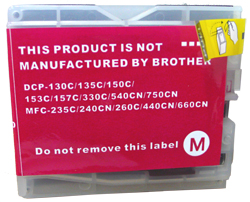 THIS PRODUCT IS NOT
MANUFACTURED BY BROTHER
DCP-130C/135C/150C/
153C/157C/330C/540CN/750CN
MFC-235C/240CN/260C/440CN/660CN
Do not remove this label
M